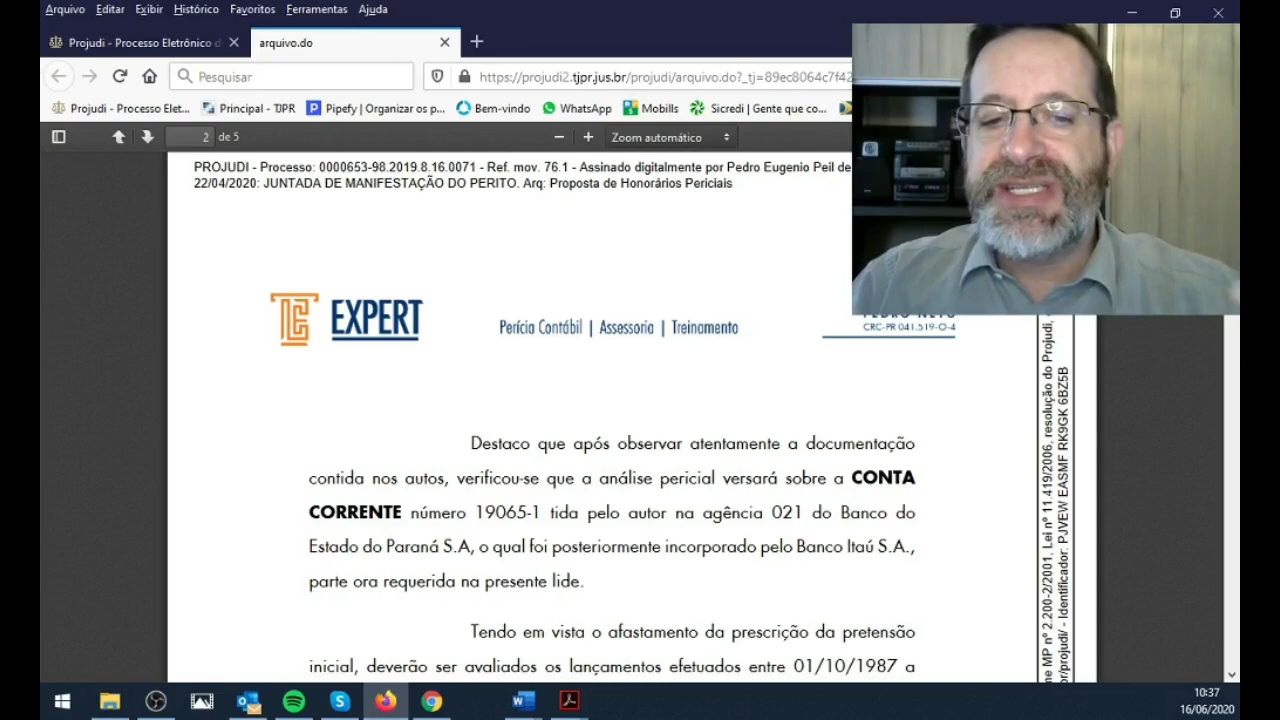 Arquivo Editar Exibir Histórico Favoritos Ferramentas Ajuda
Projudi - Processo Eletrônico d
arquivo.do
Pesquisar
https://projudi2.tjpr.jus.br/projudi/arquivo.do?_tj=89ec8064c7f42
Projudi - Processo Elet... Principal - TJPR Pipefy | Organizar os p... Bem-vindo WhatsApp Mobills Sicredi | Gente que co...
2 de 5 Zoom automático
PROJUDI - Processo: 0000653-98.2019.8.16.0071 - Ref. mov. 76.1 - Assinado digitalmente por Pedro Eugenio Peil de
22/04/2020: JUNTADA DE MANIFESTAÇÃO DO PERITO. Arq: Proposta de Honorários Periciais
EXPERT
Perícia Contábil | Assessoria | Treinamento
PEDRO NETO
CRC-PR 041.519-O-4
Destaco que após observar atentamente a documentação
contida nos autos, verificou-se que a análise pericial versará sobre a CONTA
CORRENTE número 19065-1 tida pelo autor na agência 021 do Banco do
Estado do Paraná S.A, o qual foi posteriormente incorporado pelo Banco Itaú S.A.,
parte ora requerida na presente lide.
Tendo em vista o afastamento da prescrição da pretensão
inicial, deverão ser avaliados os lançamentos efetuados entre 01/10/1987 a
me MP nº 2.200-2/2001, Lei nº 11.419/2006, resolução do Projudi,
or/projudi/ - Identificador: PJVEW EASMF RK9GK 6BZ5B
10:37
16/06/2020